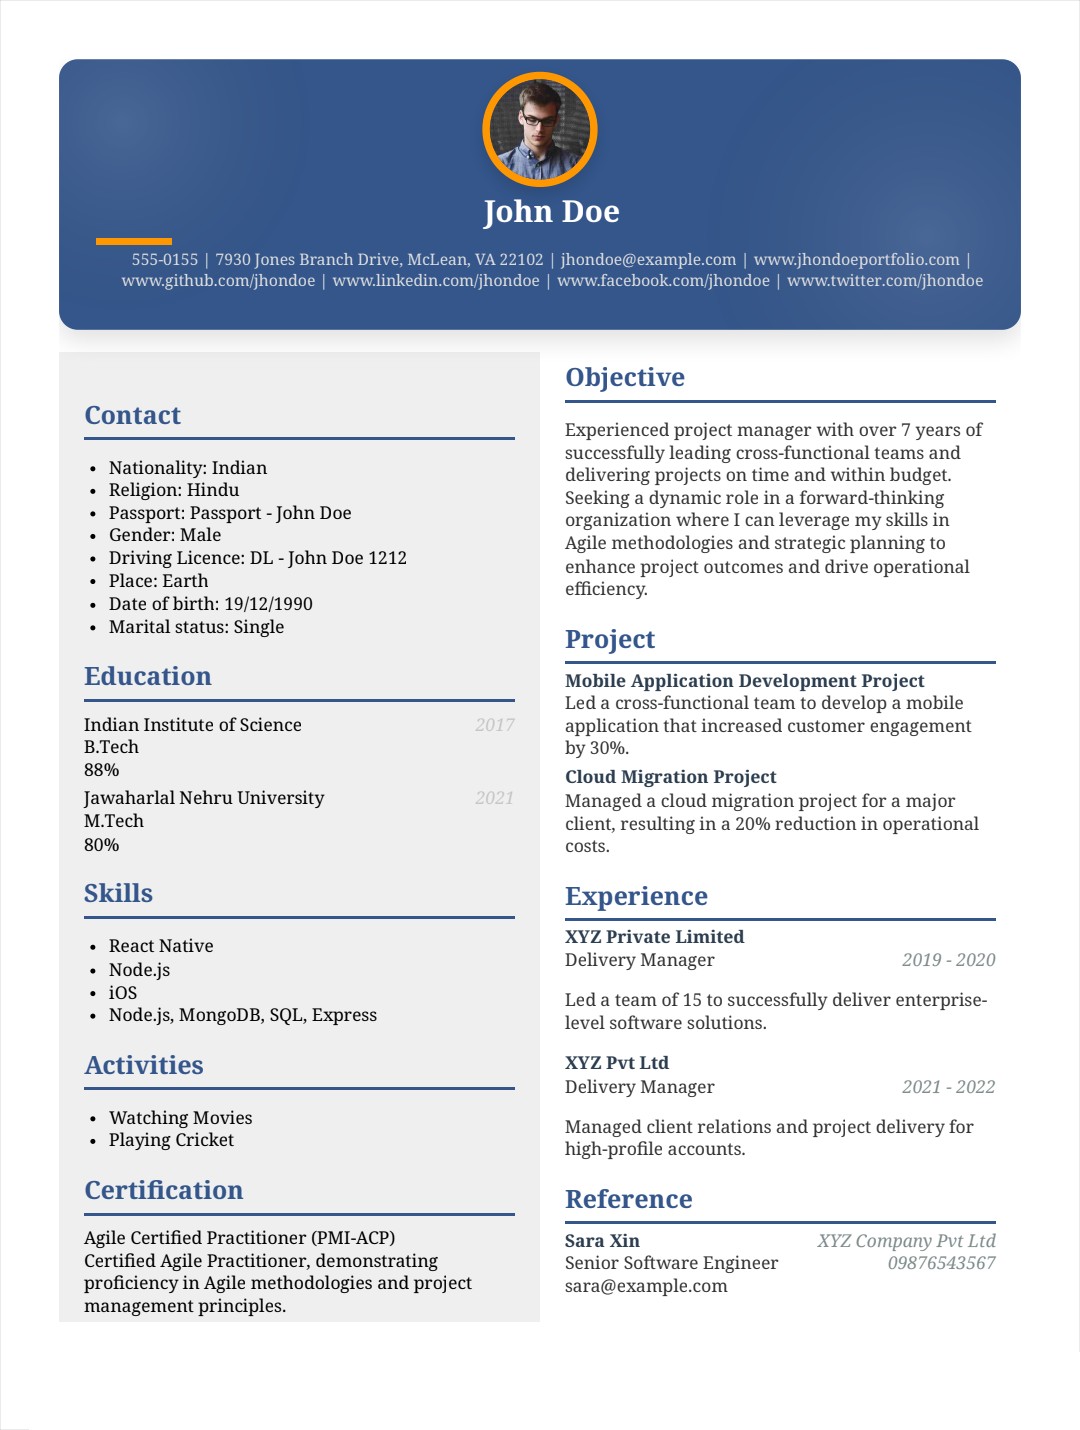 John Doe
555-0155 | 7930 Jones Branch Drive, McLean, VA 22102 | jhondoe@example.com | www.jhondoeportfolio.com |
www.github.com/jhondoe | www.linkedin.com/jhondoe | www.facebook.com/jhondoe | www.twitter.com/jhondoe
Contact
• Nationality: Indian
• Religion: Hindu
• Passport: Passport - John Doe
• Gender: Male
• Driving Licence: DL - John Doe 1212
• Place: Earth
• Date of birth: 19/12/1990
• Marital status: Single
Education
Indian Institute of Science 2017
B.Tech
88%
Jawaharlal Nehru University 2021
M.Tech
80%
Skills
• React Native
• Node.js
• iOS
• Node.js, MongoDB, SQL, Express
Activities
• Watching Movies
• Playing Cricket
Certification
Agile Certified Practitioner (PMI-ACP)
Certified Agile Practitioner, demonstrating
proficiency in Agile methodologies and project
management principles.
Objective
Experienced project manager with over 7 years of
successfully leading cross-functional teams and
delivering projects on time and within budget.
Seeking a dynamic role in a forward-thinking
organization where I can leverage my skills in
Agile methodologies and strategic planning to
enhance project outcomes and drive operational
efficiency.
Project
Mobile Application Development Project
Led a cross-functional team to develop a mobile
application that increased customer engagement
by 30%.
Cloud Migration Project
Managed a cloud migration project for a major
client, resulting in a 20% reduction in operational
costs.
Experience
XYZ Private Limited
Delivery Manager 2019 - 2020
Led a team of 15 to successfully deliver enterprise-
level software solutions.
XYZ Pvt Ltd
Delivery Manager 2021 - 2022
Managed client relations and project delivery for
high-profile accounts.
Reference
Sara Xin XYZ Company Pvt Ltd
Senior Software Engineer 09876543567
sara@example.com